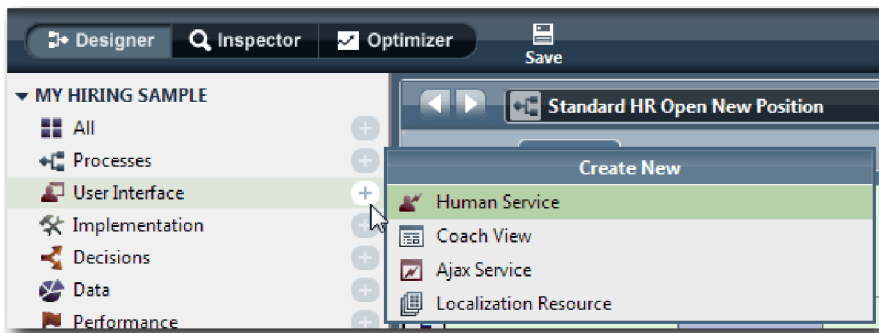 Designer Inspector Optimizer
Save
MY HIRING SAMPLE
Standard HR Open New Position
All
Processes
Create New
User Interface
Human Service
Implementation
Coach View
Decisions
Ajax Service
Data
Localization Resource
Performance